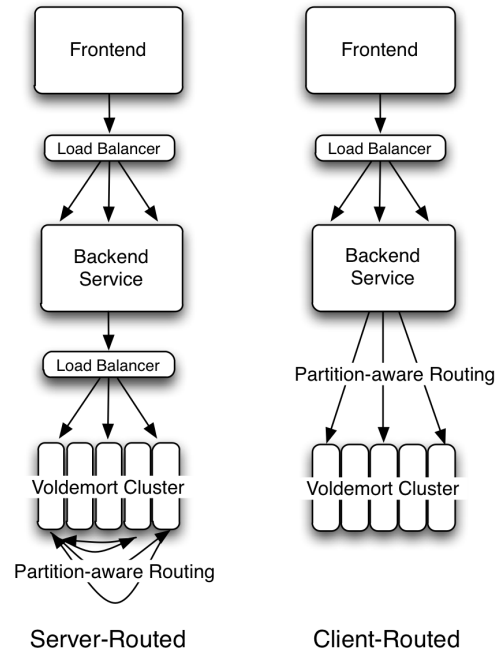 Frontend
Load Balancer
Backend
Service
Load Balancer
Voldemort Cluster
Partition-aware Routing
Server-Routed
Frontend
Load Balancer
Backend
Service
Partition-aware Routing
Voldemort Cluster
Client-Routed